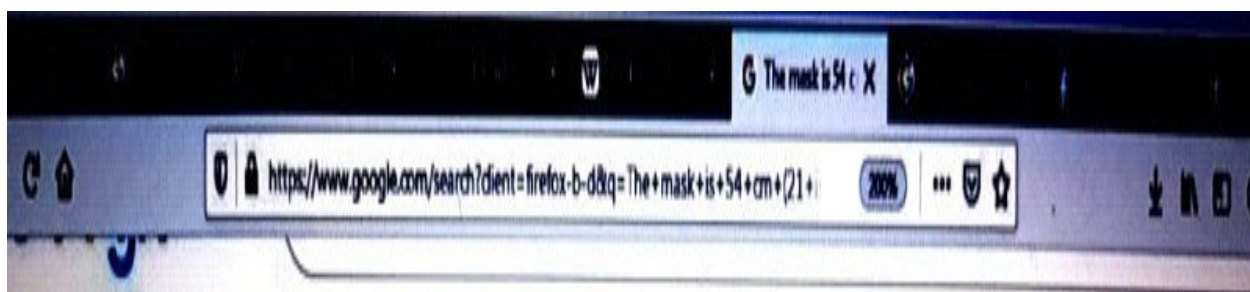 W
G The mask is 54 c
https://www.google.com/search?client=firefox-b-d&q=The+mask+is+54+cm+(21+i
200%